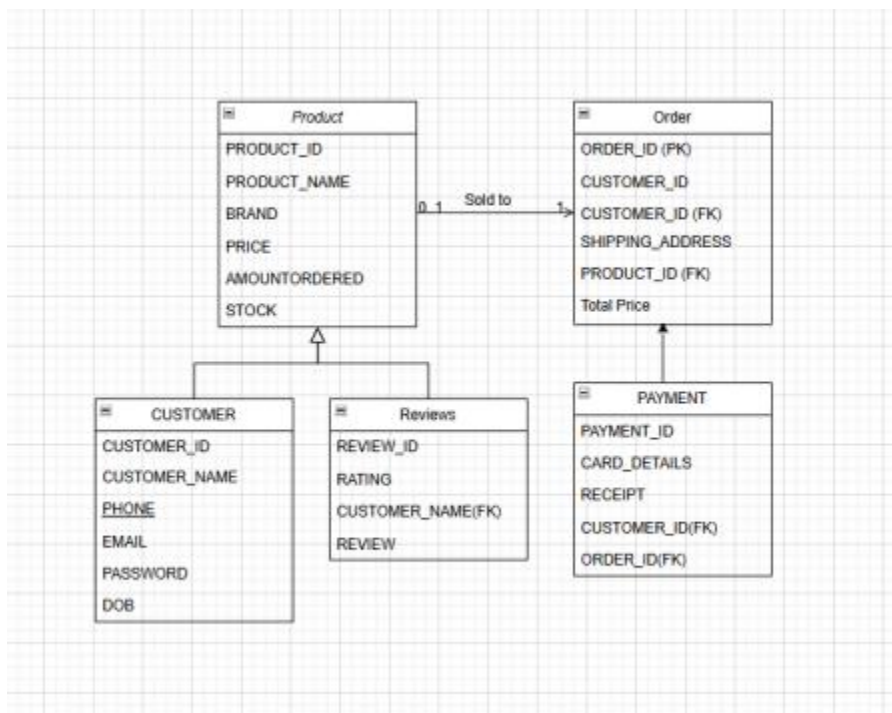 Product
PRODUCT_ID
PRODUCT_NAME
BRAND
PRICE
AMOUNTORDERED
STOCK
0..1
Sold to
1
Order
ORDER_ID (PK)
CUSTOMER_ID
CUSTOMER_ID (FK)
SHIPPING_ADDRESS
PRODUCT_ID (FK)
Total Price
CUSTOMER
CUSTOMER_ID
CUSTOMER_NAME
PHONE
EMAIL
PASSWORD
DOB
Reviews
REVIEW_ID
RATING
CUSTOMER_NAME(FK)
REVIEW
PAYMENT
PAYMENT_ID
CARD_DETAILS
RECEIPT
CUSTOMER_ID(FK)
ORDER_ID(FK)